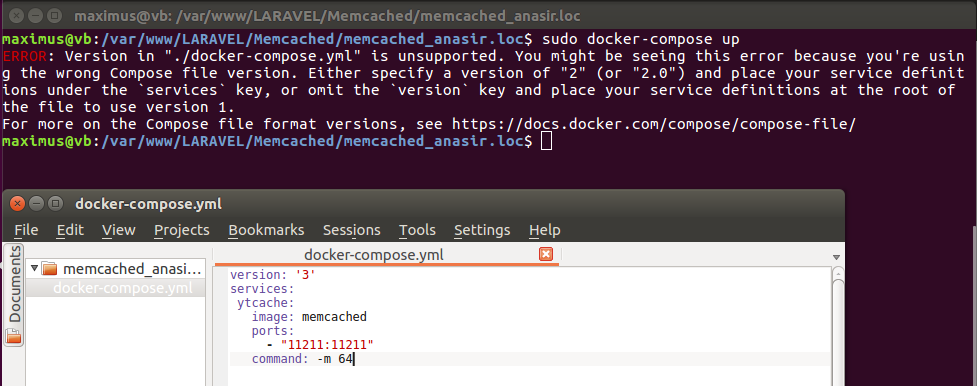 maximus@vb: /var/www/LARAVEL/Memcached/memcached_anasir.loc
maximus@vb:/var/www/LARAVEL/Memcached/memcached_anasir.loc$ sudo docker-compose up
ERROR: Version in "./docker-compose.yml" is unsupported. You might be seeing this error because you're usin
g the wrong Compose file version. Either specify a version of "2" (or "2.0") and place your service definit
ions under the `services` key, or omit the `version` key and place your service definitions at the root of
the file to use version 1.
For more on the Compose file format versions, see https://docs.docker.com/compose/compose-file/
maximus@vb:/var/www/LARAVEL/Memcached/memcached_anasir.loc$
docker-compose.yml
File Edit View Projects Bookmarks Sessions Tools Settings Help
Documents
memcached_anasi...
docker-compose.yml
docker-compose.yml
version: '3'
services:
 ytcache:
   image: memcached
   ports:
     - "11211:11211"
   command: -m 64